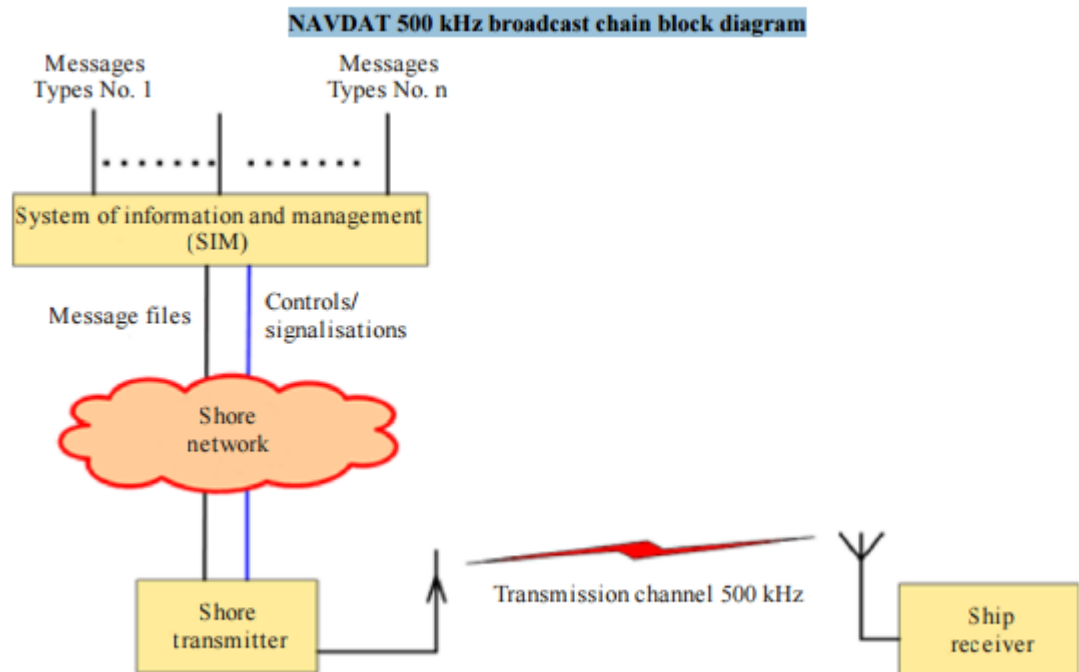 NAVDAT 500 kHz broadcast chain block diagram
Messages
Types No. 1
Messages
Types No. n
System of information and management
(SIM)
Message files
Controls/
signalisations
Shore
network
Shore
transmitter
Transmission channel 500 kHz
Ship
receiver